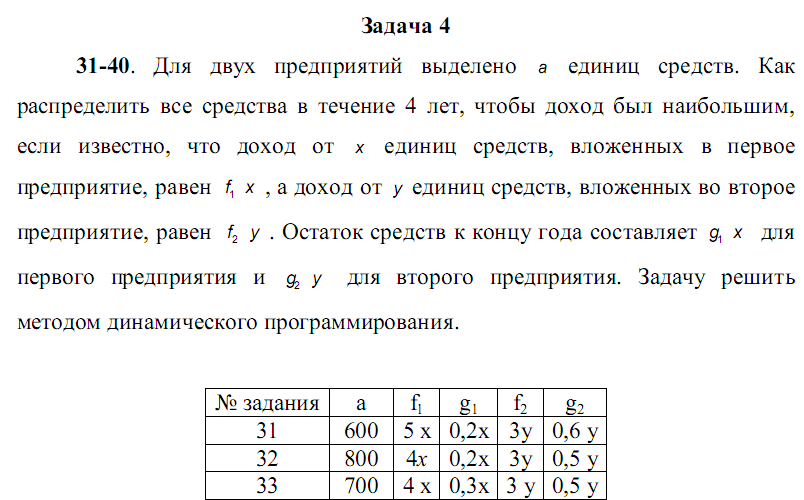 Задача 4
31-40. Для двух предприятий выделено a единиц средств. Как
распределить все средства в течение 4 лет, чтобы доход был наибольшим,
если известно, что доход от x единиц средств, вложенных в первое
предприятие, равен f₁ x , а доход от y единиц средств, вложенных во второе
предприятие, равен f₂ y . Остаток средств к концу года составляет g₁ x для
первого предприятия и g₂ y для второго предприятия. Задачу решить
методом динамического программирования.
№ задания a f₁ g₁ f₂ g₂
31 600 5 x 0,2x 3y 0,6 y
32 800 4x 0,2x 3y 0,5 y
33 700 4 x 0,3x 3 y 0,5 y